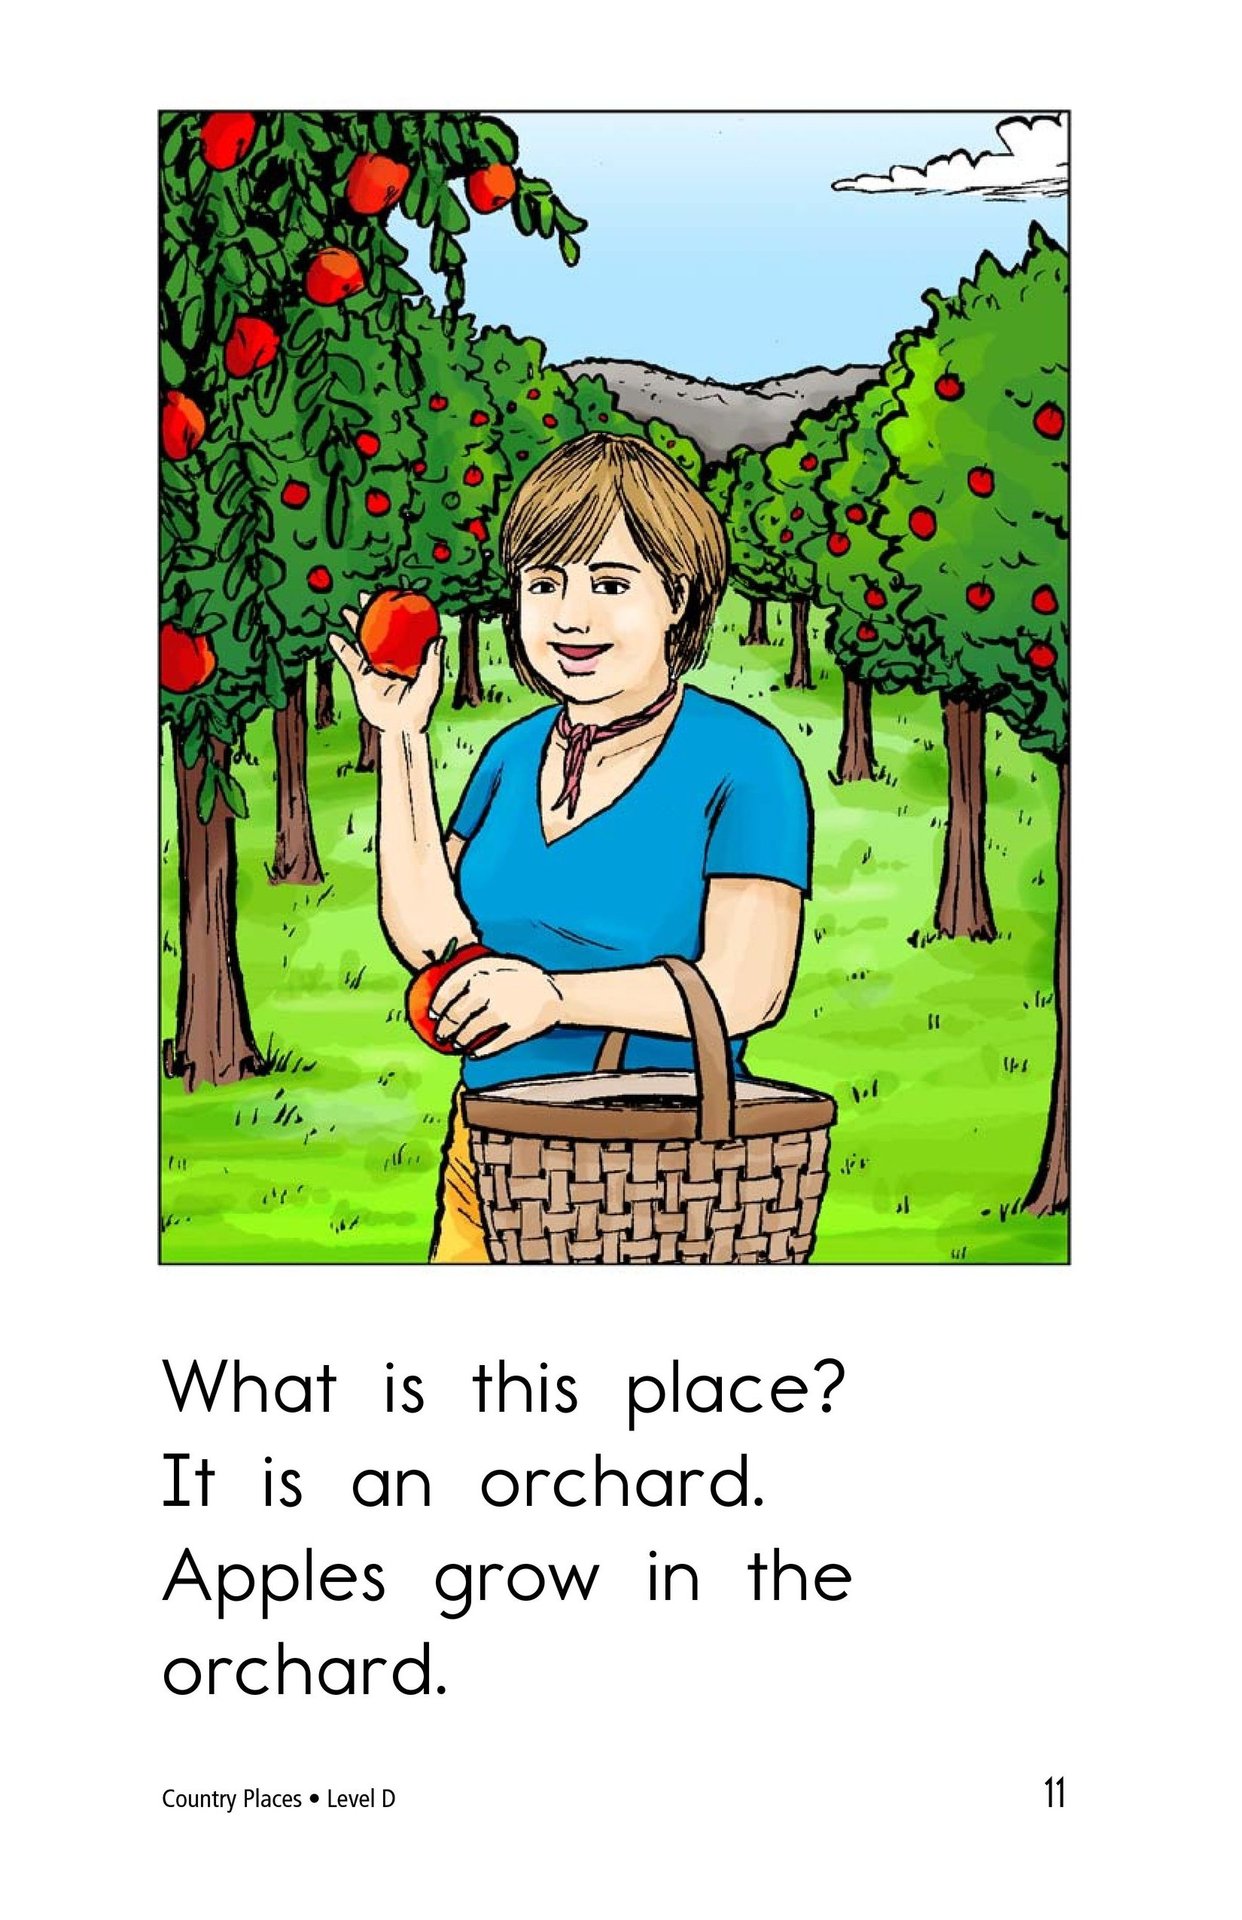 What is this place?
It is an orchard.
Apples grow in the
orchard.
Country Places • Level D
11